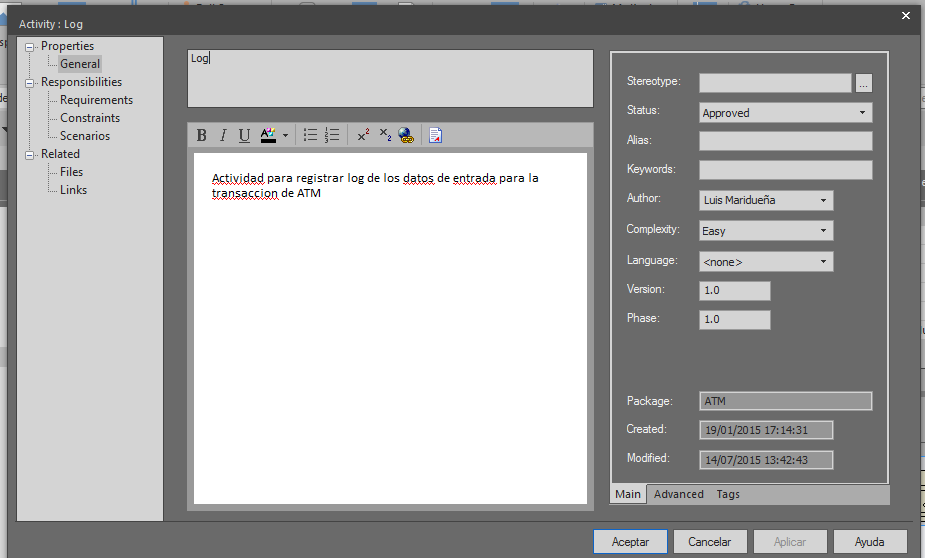 Activity : Log
Properties
General
Responsibilities
Requirements
Constraints
Scenarios
Related
Files
Links
Log
B I U A x² x₂
Actividad para registrar log de los datos de entrada para la
transaccion de ATM
Stereotype: ...
Status: Approved
Alias:
Keywords:
Author: Luis Maridueña
Complexity: Easy
Language: <none>
Version: 1.0
Phase: 1.0
Package: ATM
Created: 19/01/2015 17:14:31
Modified: 14/07/2015 13:42:43
Main Advanced Tags
Aceptar Cancelar Aplicar Ayuda